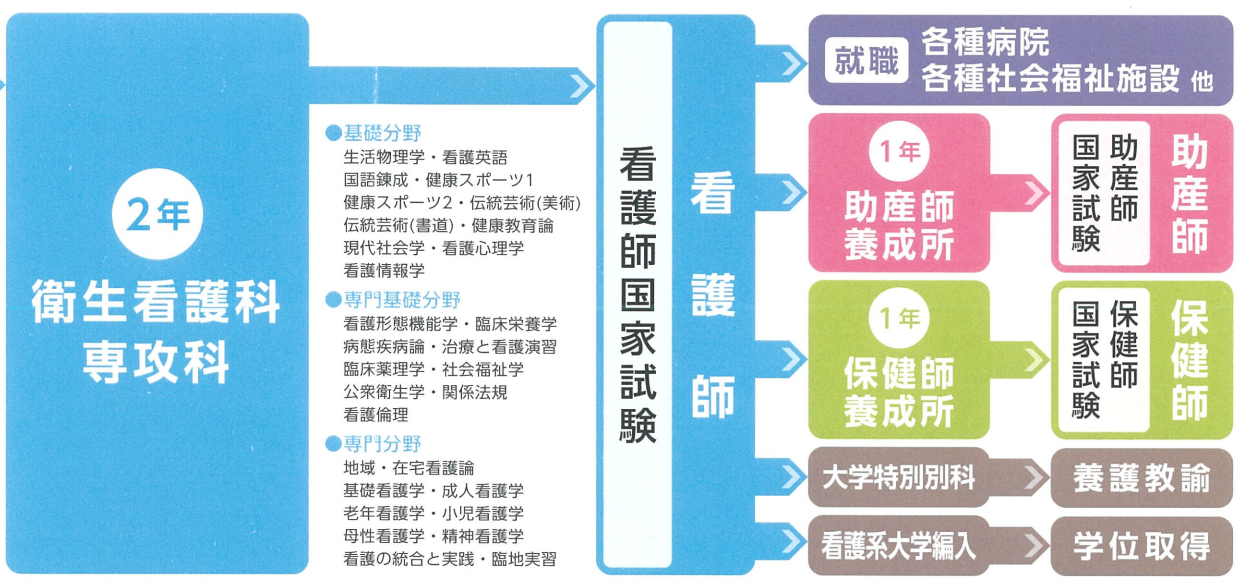 2年
衛生看護科
専攻科
●基礎分野
生活物理学・看護英語
国語錬成・健康スポーツ1
健康スポーツ2・伝統芸術(美術)
伝統芸術(書道)・健康教育論
現代社会学・看護心理学
看護情報学
●専門基礎分野
看護形態機能学・臨床栄養学
病態疾病論・治療と看護演習
臨床薬理学・社会福祉学
公衆衛生学・関係法規
看護倫理
●専門分野
地域・在宅看護論
基礎看護学・成人看護学
老年看護学・小児看護学
母性看護学・精神看護学
看護の統合と実践・臨地実習
看護師国家試験
看護師
就職
各種病院
各種社会福祉施設 他
1年
助産師
養成所
助産師
国家試験
助産師
1年
保健師
養成所
保健師
国家試験
保健師
大学特別別科
養護教諭
看護系大学編入
学位取得